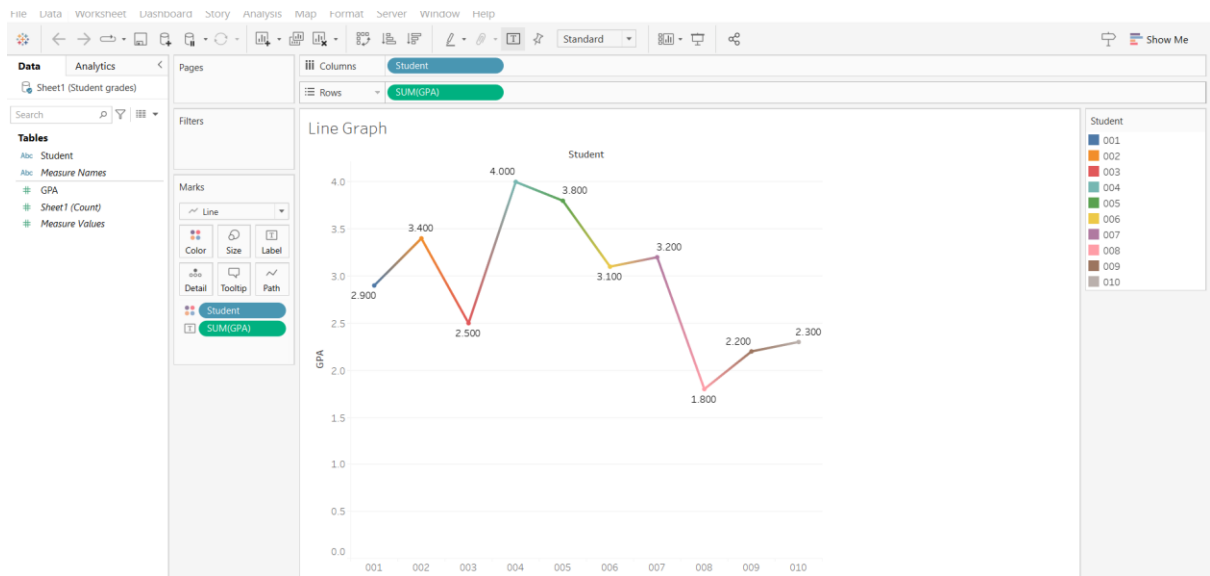 File Data Worksheet Dashboard Story Analysis Map Format Server Window Help
Standard
Show Me
Data Analytics
Pages
Columns Student
Sheet1 (Student grades)
Rows SUM(GPA)
Search
Filters
Line Graph
Student
Tables
Abc Student
Abc Measure Names
# GPA
# Sheet1 (Count)
# Measure Values
Marks
Line
Color Size Label
Detail Tooltip Path
Student
T SUM(GPA)
Student
4.0
3.5
3.0
2.5
2.0
1.5
1.0
0.5
0.0
GPA
2.900
3.400
2.500
4.000
3.800
3.100
3.200
1.800
2.200
2.300
001 002 003 004 005 006 007 008 009 010
001
002
003
004
005
006
007
008
009
010